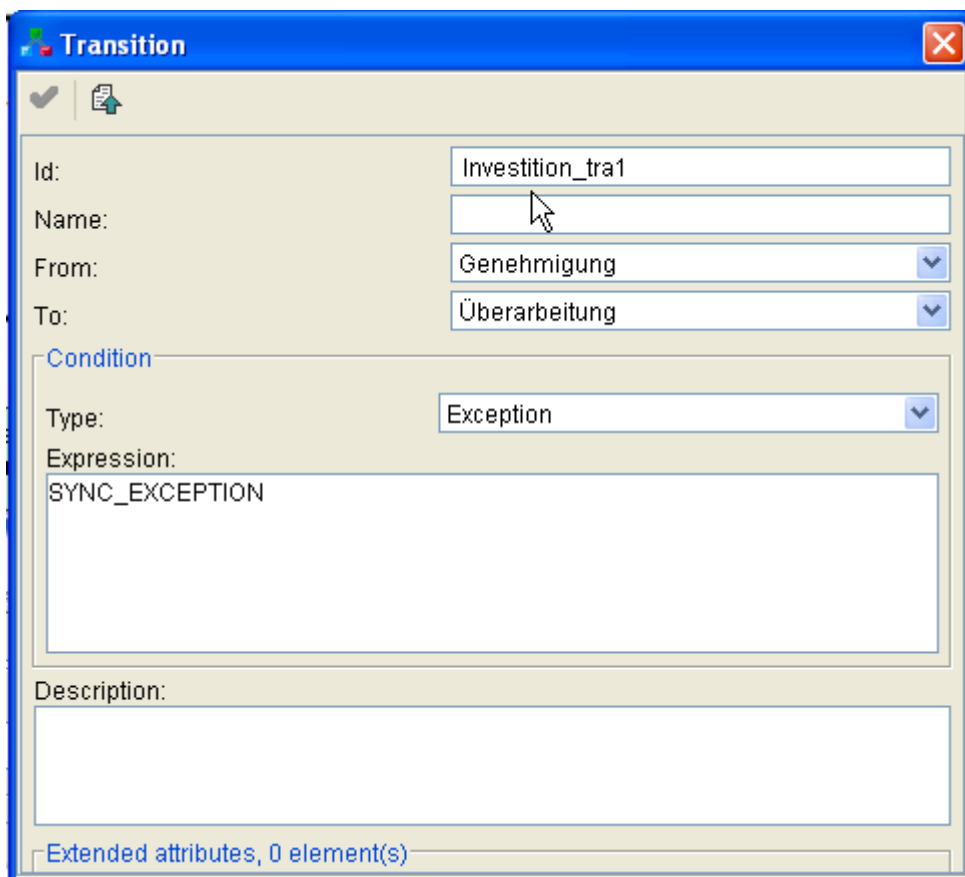 Transition
Id: Investition_tra1
Name:
From: Genehmigung
To: Überarbeitung
Condition
Type: Exception
Expression:
SYNC_EXCEPTION
Description:
Extended attributes, 0 element(s)